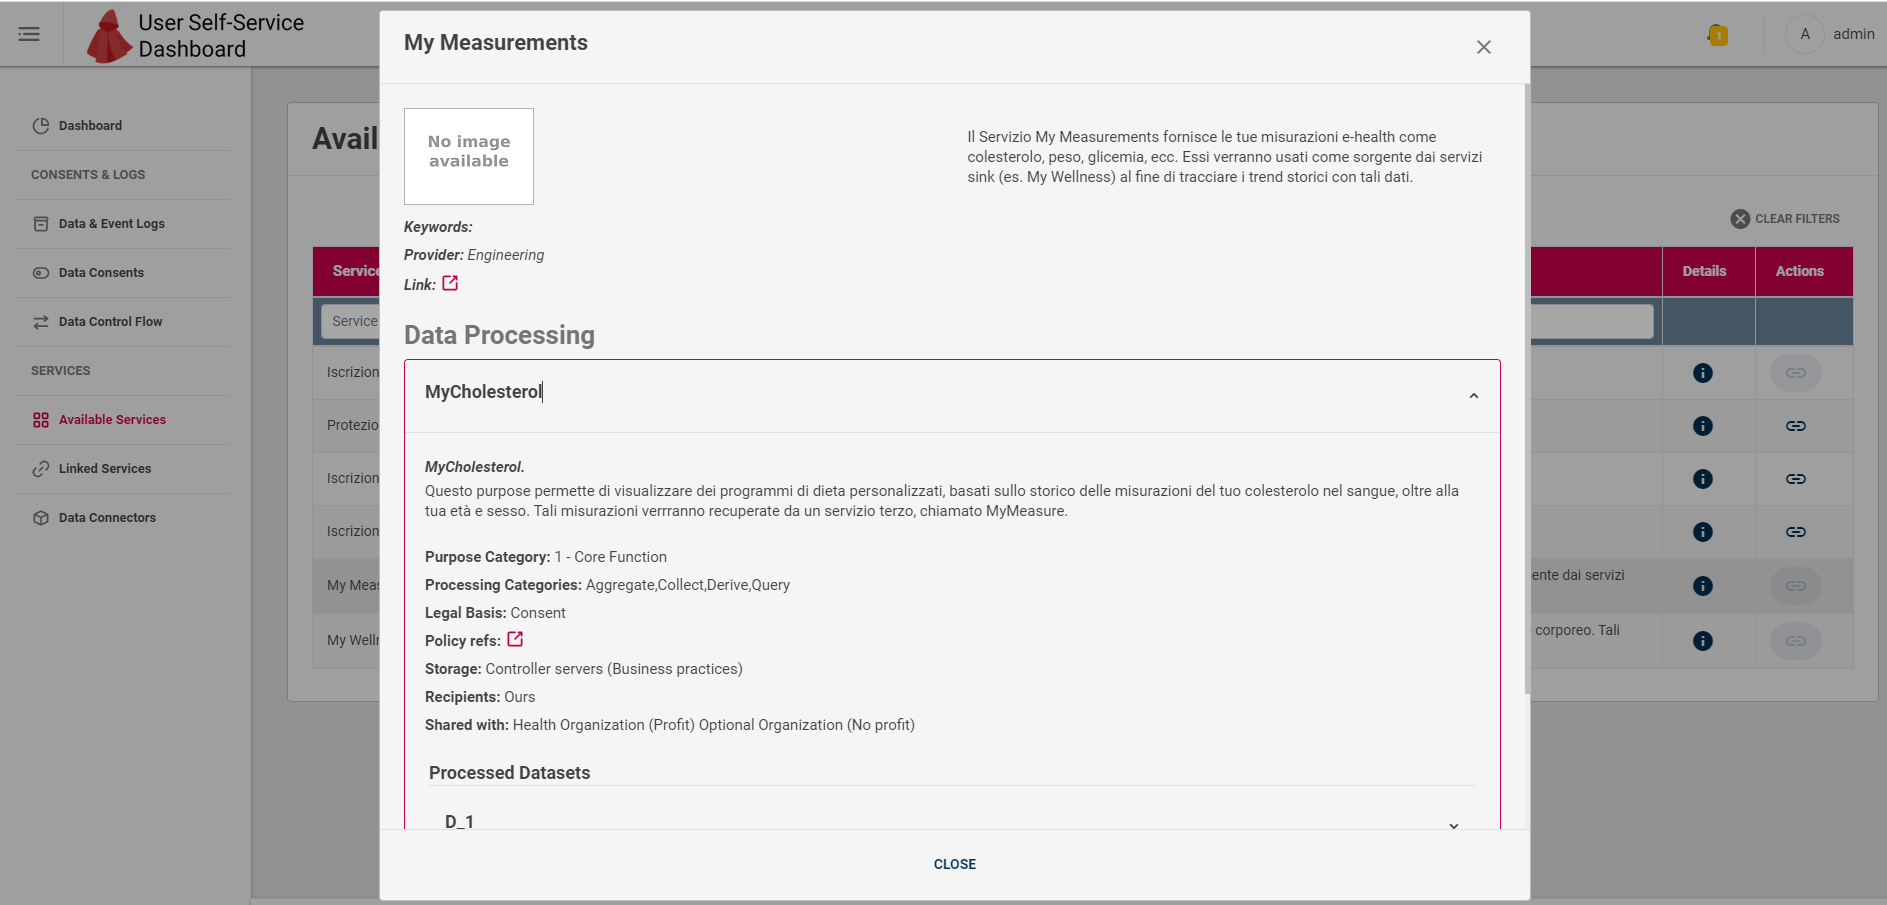 User Self-Service
Dashboard
1
A
admin
Dashboard
CONSENTS & LOGS
Data & Event Logs
Data Consents
Data Control Flow
SERVICES
Available Services
Linked Services
Data Connectors
Avail
CLEAR FILTERS
Service
Details
Actions
Service
Iscrizion
Protezio
Iscrizion
Iscrizion
My Meas
ente dai servizi
My Welln
corporeo. Tali
My Measurements
No image
available
Il Servizio My Measurements fornisce le tue misurazioni e-health come
colesterolo, peso, glicemia, ecc. Essi verranno usati come sorgente dai servizi
sink (es. My Wellness) al fine di tracciare i trend storici con tali dati.
Keywords:
Provider: Engineering
Link:
Data Processing
MyCholesterol
MyCholesterol.
Questo purpose permette di visualizzare dei programmi di dieta personalizzati, basati sullo storico delle misurazioni del tuo colesterolo nel sangue, oltre alla
tua età e sesso. Tali misurazioni verrranno recuperate da un servizio terzo, chiamato MyMeasure.
Purpose Category: 1 - Core Function
Processing Categories: Aggregate,Collect,Derive,Query
Legal Basis: Consent
Policy refs:
Storage: Controller servers (Business practices)
Recipients: Ours
Shared with: Health Organization (Profit) Optional Organization (No profit)
Processed Datasets
D_1
CLOSE